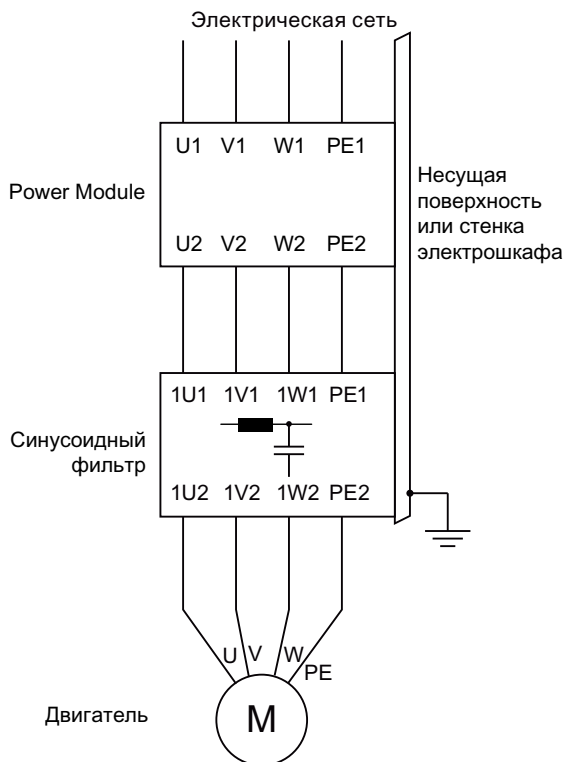 Электрическая сеть
U1 V1 W1 PE1
Power Module
U2 V2 W2 PE2
Несущая
поверхность
или стенка
электрошкафа
1U1 1V1 1W1 PE1
Синусоидный
фильтр
1U2 1V2 1W2 PE2
U V W
PE
Двигатель
M